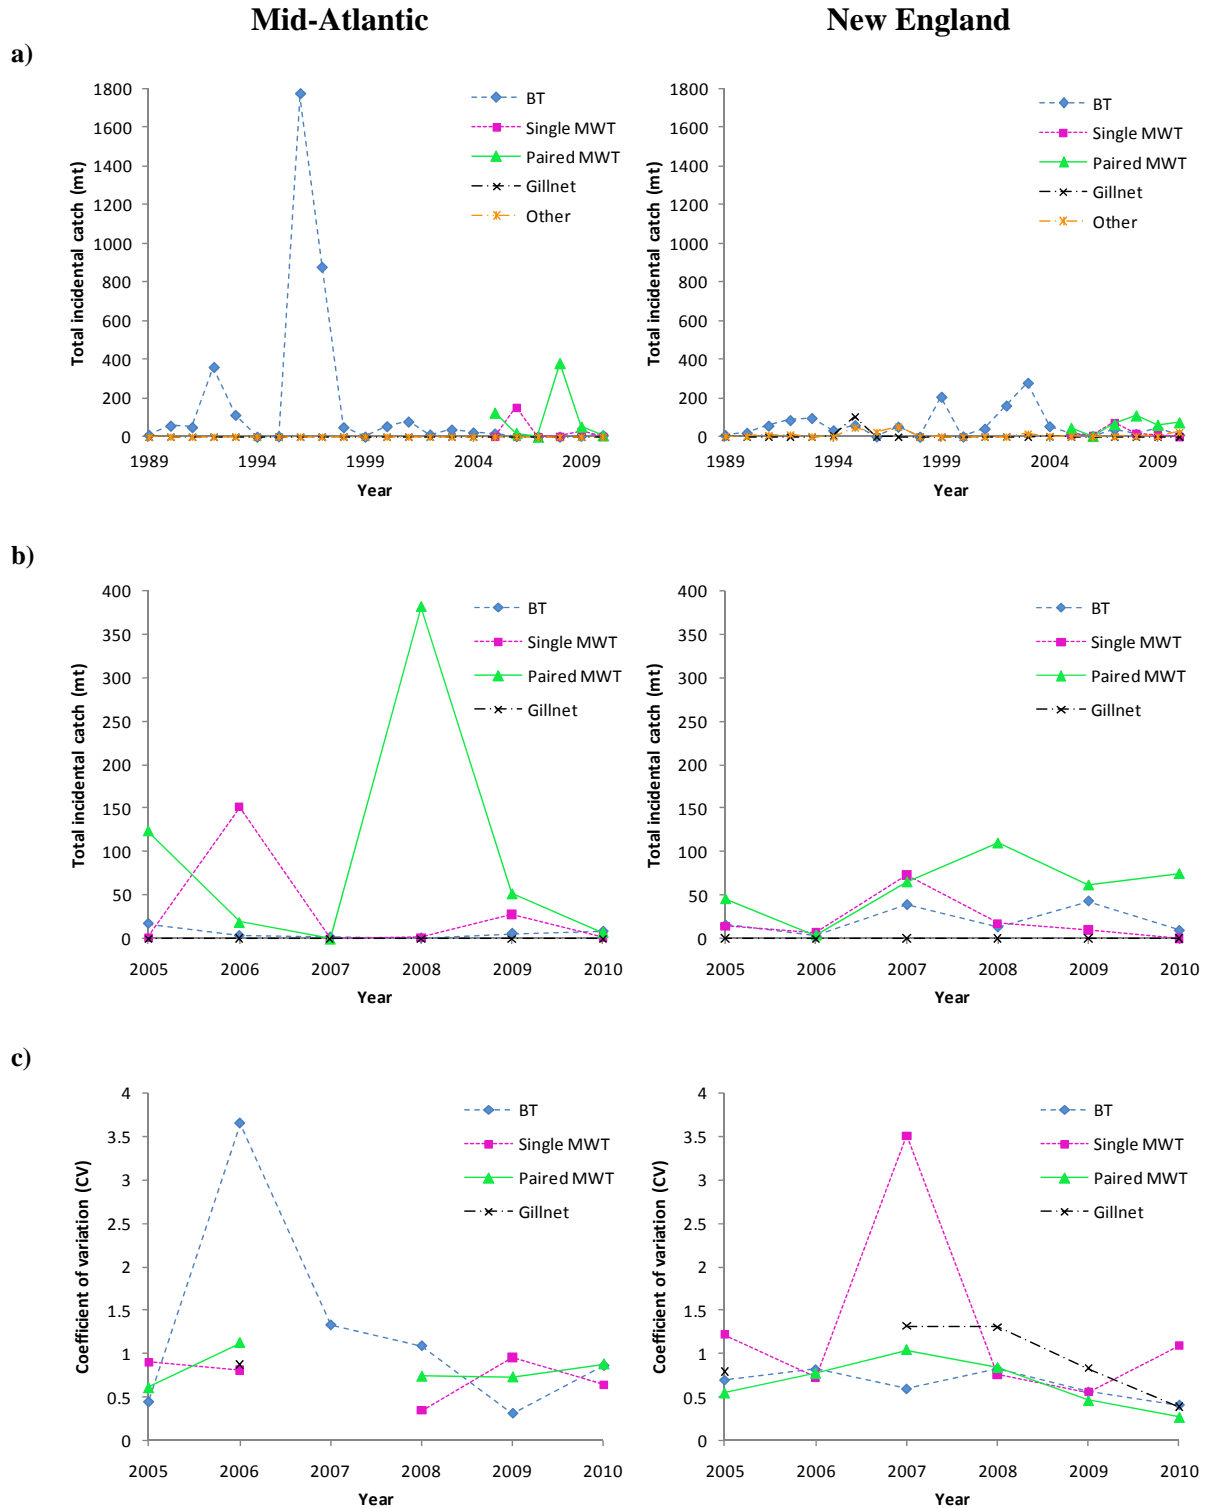 Mid-Atlantic
New England
a)
Total incidental catch (mt)
1800
1600
1400
1200
1000
800
600
400
200
0
1989
1994
1999
2004
2009
Year
BT
Single MWT
Paired MWT
Gillnet
Other
Total incidental catch (mt)
1800
1600
1400
1200
1000
800
600
400
200
0
1989
1994
1999
2004
2009
Year
BT
Single MWT
Paired MWT
Gillnet
Other
b)
Total incidental catch (mt)
400
350
300
250
200
150
100
50
0
2005
2006
2007
2008
2009
2010
Year
BT
Single MWT
Paired MWT
Gillnet
Total incidental catch (mt)
400
350
300
250
200
150
100
50
0
2005
2006
2007
2008
2009
2010
Year
BT
Single MWT
Paired MWT
Gillnet
c)
Coefficient of variation (CV)
4
3.5
3
2.5
2
1.5
1
0.5
0
2005
2006
2007
2008
2009
2010
Year
BT
Single MWT
Paired MWT
Gillnet
Coefficient of variation (CV)
4
3.5
3
2.5
2
1.5
1
0.5
0
2005
2006
2007
2008
2009
2010
Year
BT
Single MWT
Paired MWT
Gillnet